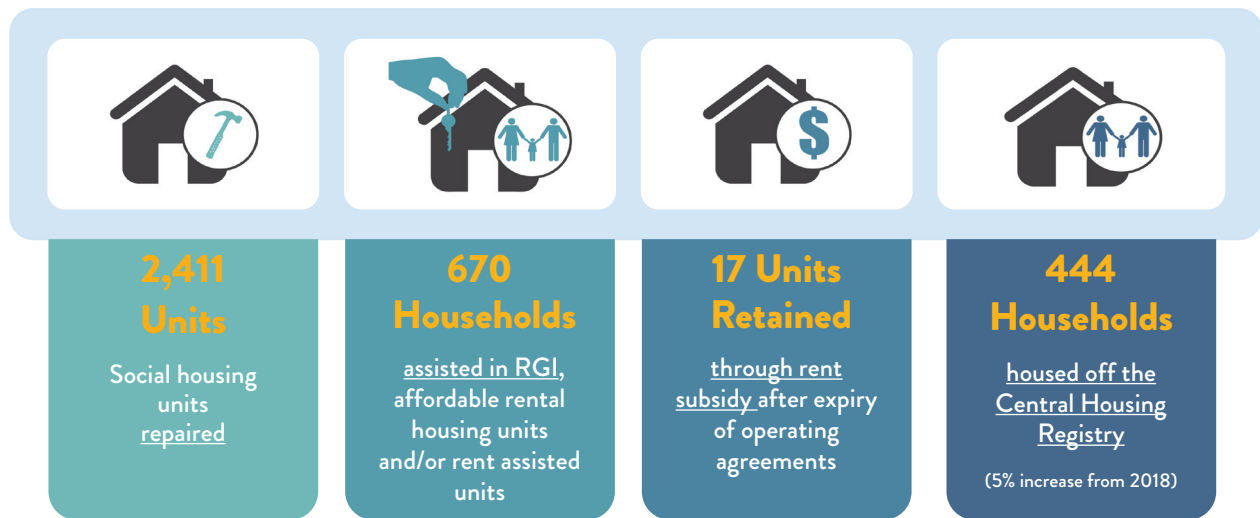 2,411
Units
Social housing
units
repaired
670
Households
assisted in RGI,
affordable rental
housing units
and/or rent assisted
units
$
17 Units
Retained
through rent
subsidy after expiry
of operating
agreements
444
Households
housed off the
Central Housing
Registry
(5% increase from 2018)